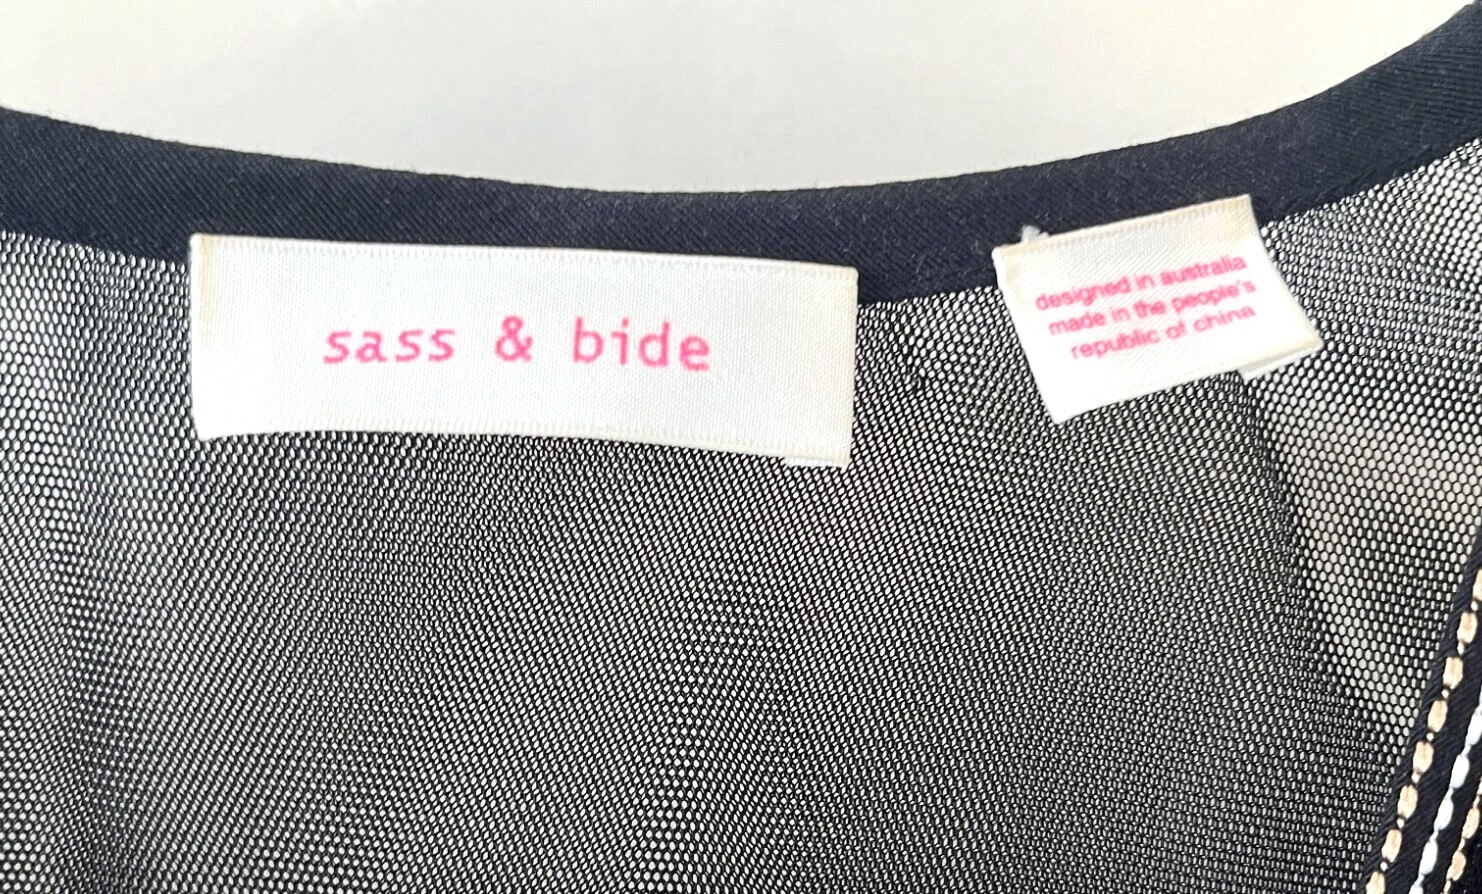 sass & bide
designed in australia
made in the people's
republic of china